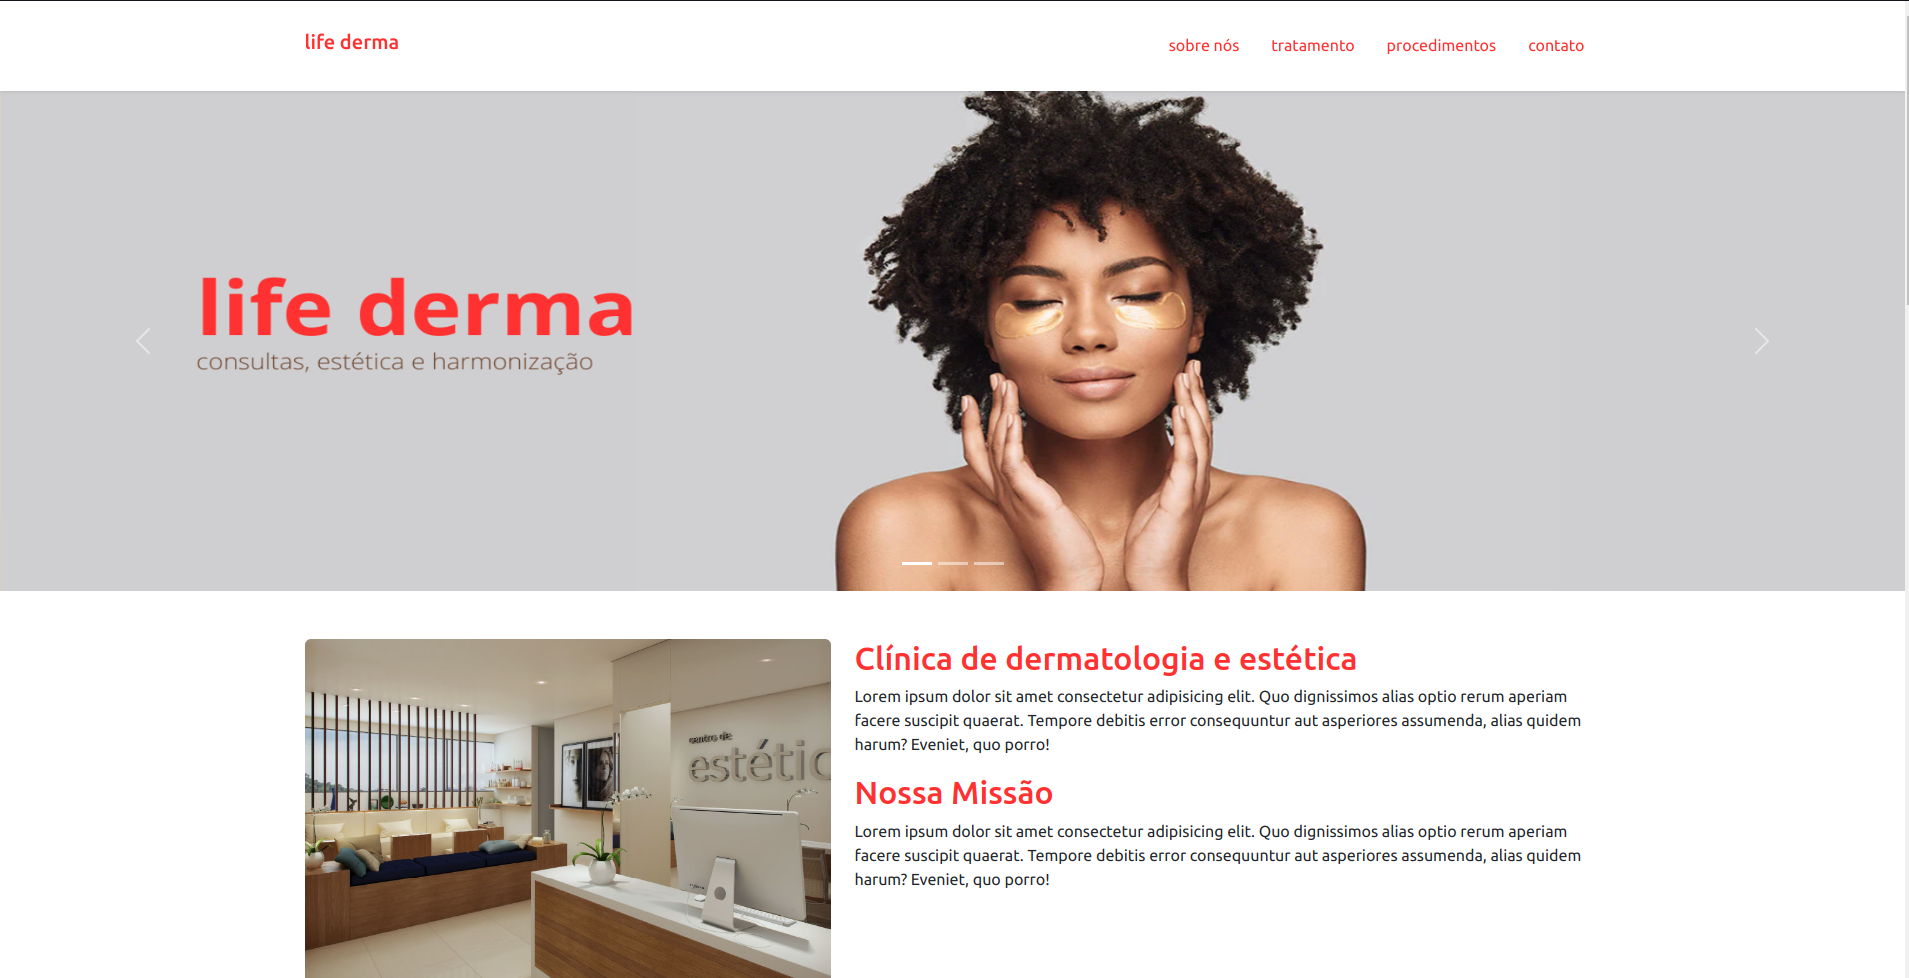 life derma
sobre nós tratamento procedimentos contato
life derma
consultas, estética e harmonização
Clínica de dermatologia e estética
Lorem ipsum dolor sit amet consectetur adipisicing elit. Quo dignissimos alias optio rerum aperiam
facere suscipit quaerat. Tempore debitis error consequuntur aut asperiores assumenda, alias quidem
harum? Eveniet, quo porro!
Nossa Missão
Lorem ipsum dolor sit amet consectetur adipisicing elit. Quo dignissimos alias optio rerum aperiam
facere suscipit quaerat. Tempore debitis error consequuntur aut asperiores assumenda, alias quidem
harum? Eveniet, quo porro!
centro de
estétic